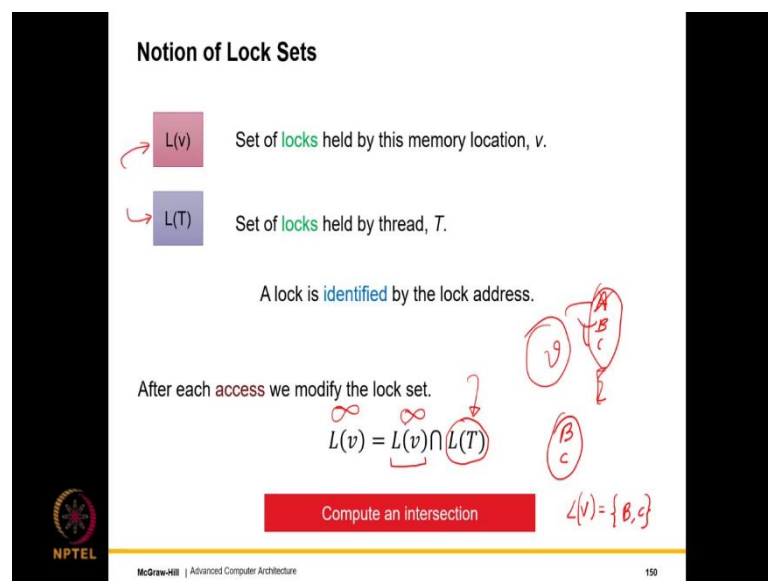 Notion of Lock Sets
L(v)
Set of locks held by this memory location, v.
L(T)
Set of locks held by thread, T.
A lock is identified by the lock address.
A
B
C
v
After each access we modify the lock set.
∞ ∞
L(v) = L(v)⋂ L(T)
B
C
Compute an intersection
L(v) = {B, C}
NPTEL
McGraw-Hill | Advanced Computer Architecture
150